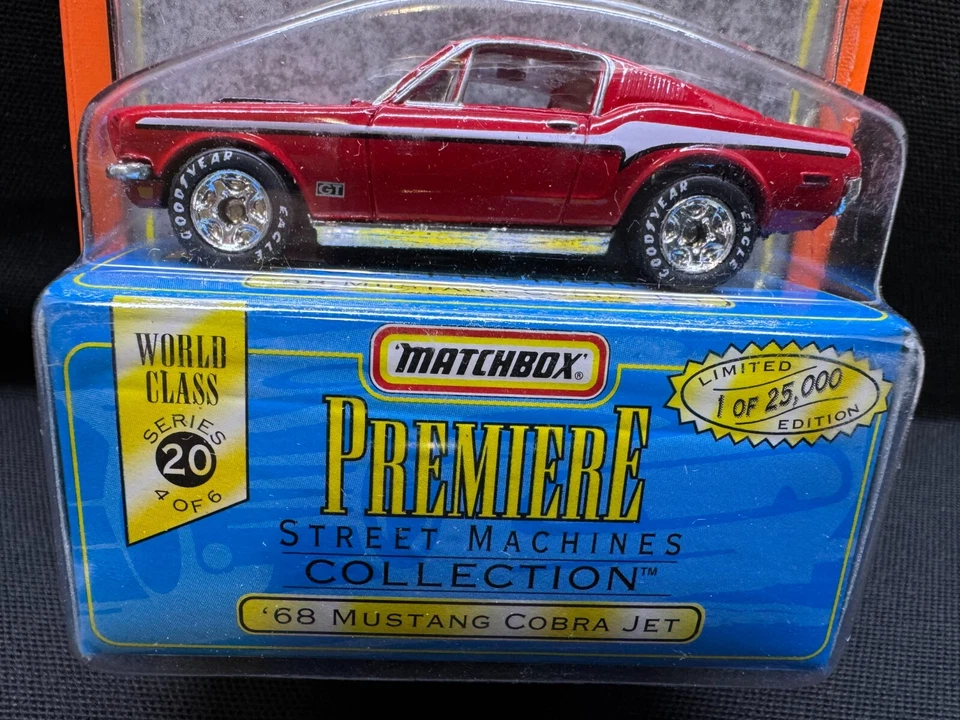 GT
GOODYEAR EAGLE
GOODYEAR EAGLE
WORLD
CLASS
SERIES
20
4 OF 6
'MATCHBOX'®
LIMITED
1 OF 25,000
EDITION
PREMIERE
STREET MACHINES
COLLECTION™
'68 MUSTANG COBRA JET